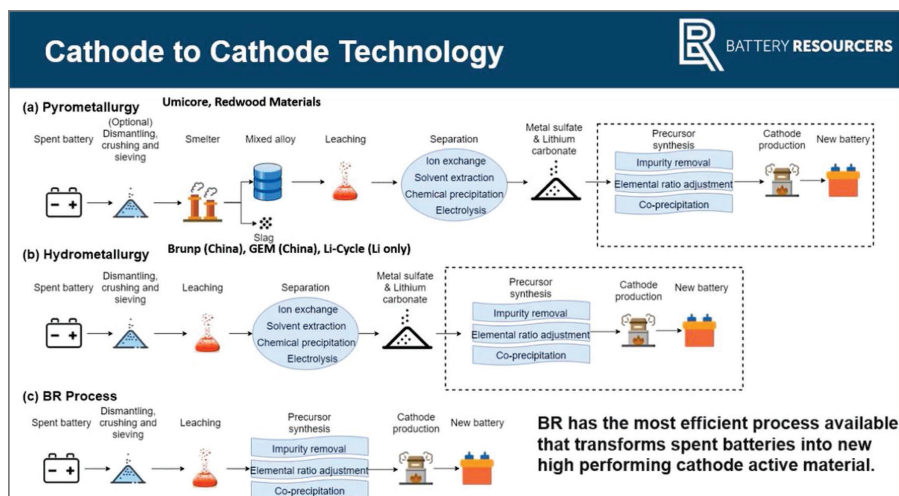 Cathode to Cathode Technology
BR BATTERY RESOURCERS
(a) Pyrometallurgy
Umicore, Redwood Materials
Spent battery
(Optional)
Dismantling,
crushing and
sieving
Smelter
Mixed alloy
Slag
Leaching
Separation
Ion exchange
Solvent extraction
Chemical precipitation
Electrolysis
Metal sulfate
& Lithium
carbonate
Precursor
synthesis
Impurity removal
Elemental ratio adjustment
Co-precipitation
Cathode
production
New battery
(b) Hydrometallurgy
Brunp (China), GEM (China), Li-Cycle (Li only)
Spent battery
Dismantling,
crushing and
sieving
Leaching
Separation
Ion exchange
Solvent extraction
Chemical precipitation
Electrolysis
Metal sulfate
& Lithium
carbonate
Precursor
synthesis
Impurity removal
Elemental ratio adjustment
Co-precipitation
Cathode
production
New battery
(c) BR Process
Spent battery
Dismantling,
crushing and
sieving
Leaching
Precursor
synthesis
Impurity removal
Elemental ratio adjustment
Co-precipitation
Cathode
production
New battery
BR has the most efficient process available
that transforms spent batteries into new
high performing cathode active material.